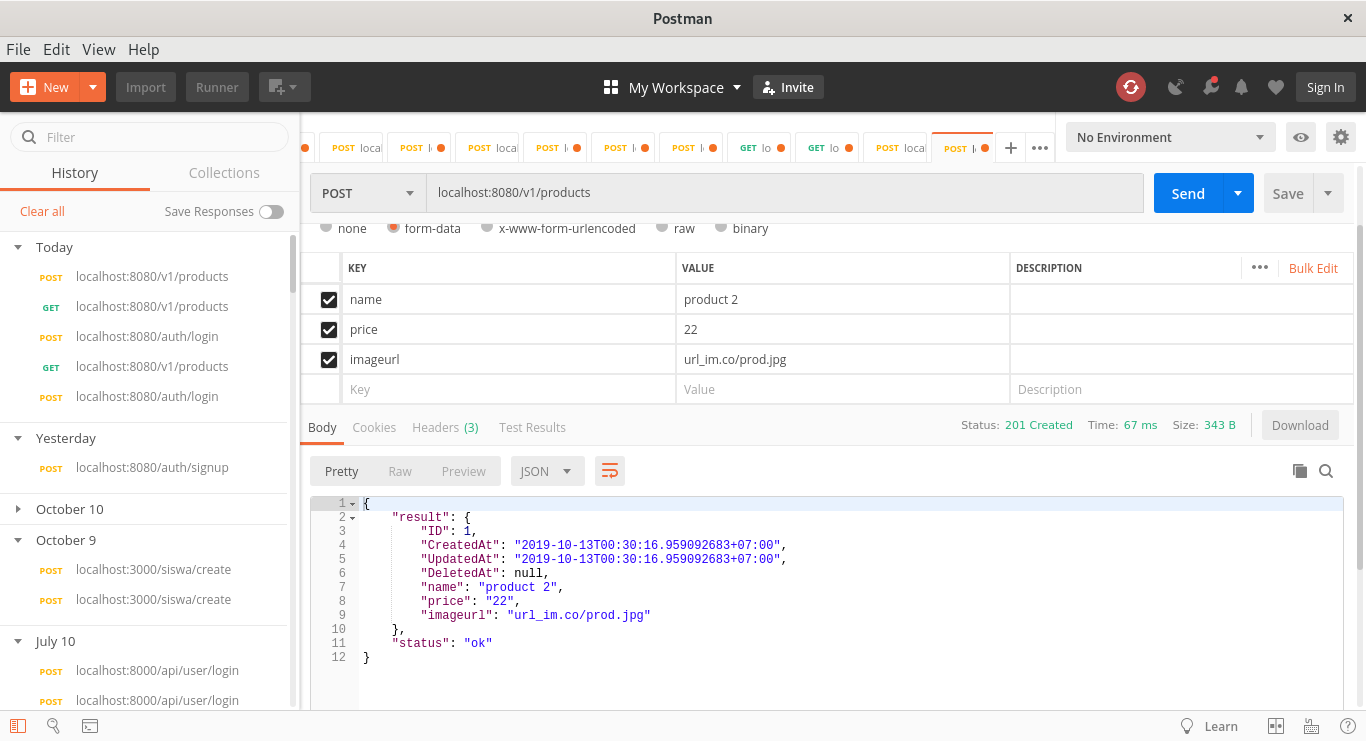 Postman
File Edit View Help
New Import Runner My Workspace Invite Sign In
Filter
History Collections
Clear all Save Responses
Today
POST localhost:8080/v1/products
GET localhost:8080/v1/products
POST localhost:8080/auth/login
GET localhost:8080/v1/products
POST localhost:8080/auth/login
Yesterday
POST localhost:8080/auth/signup
October 10
October 9
POST localhost:3000/siswa/create
POST localhost:3000/siswa/create
July 10
POST localhost:8000/api/user/login
POST localhost:8000/api/user/login
POST local POST l POST local POST l POST l POST l GET lo GET lo POST local POST l
No Environment
POST localhost:8080/v1/products Send Save
none form-data x-www-form-urlencoded raw binary
KEY VALUE DESCRIPTION Bulk Edit
name product 2
price 22
imageurl url_im.co/prod.jpg
Key Value Description
Body Cookies Headers (3) Test Results Status: 201 Created Time: 67 ms Size: 343 B Download
Pretty Raw Preview JSON
1 {
2 "result": {
3 "ID": 1,
4 "CreatedAt": "2019-10-13T00:30:16.959092683+07:00",
5 "UpdatedAt": "2019-10-13T00:30:16.959092683+07:00",
6 "DeletedAt": null,
7 "name": "product 2",
8 "price": "22",
9 "imageurl": "url_im.co/prod.jpg"
10 },
11 "status": "ok"
12 }
Learn